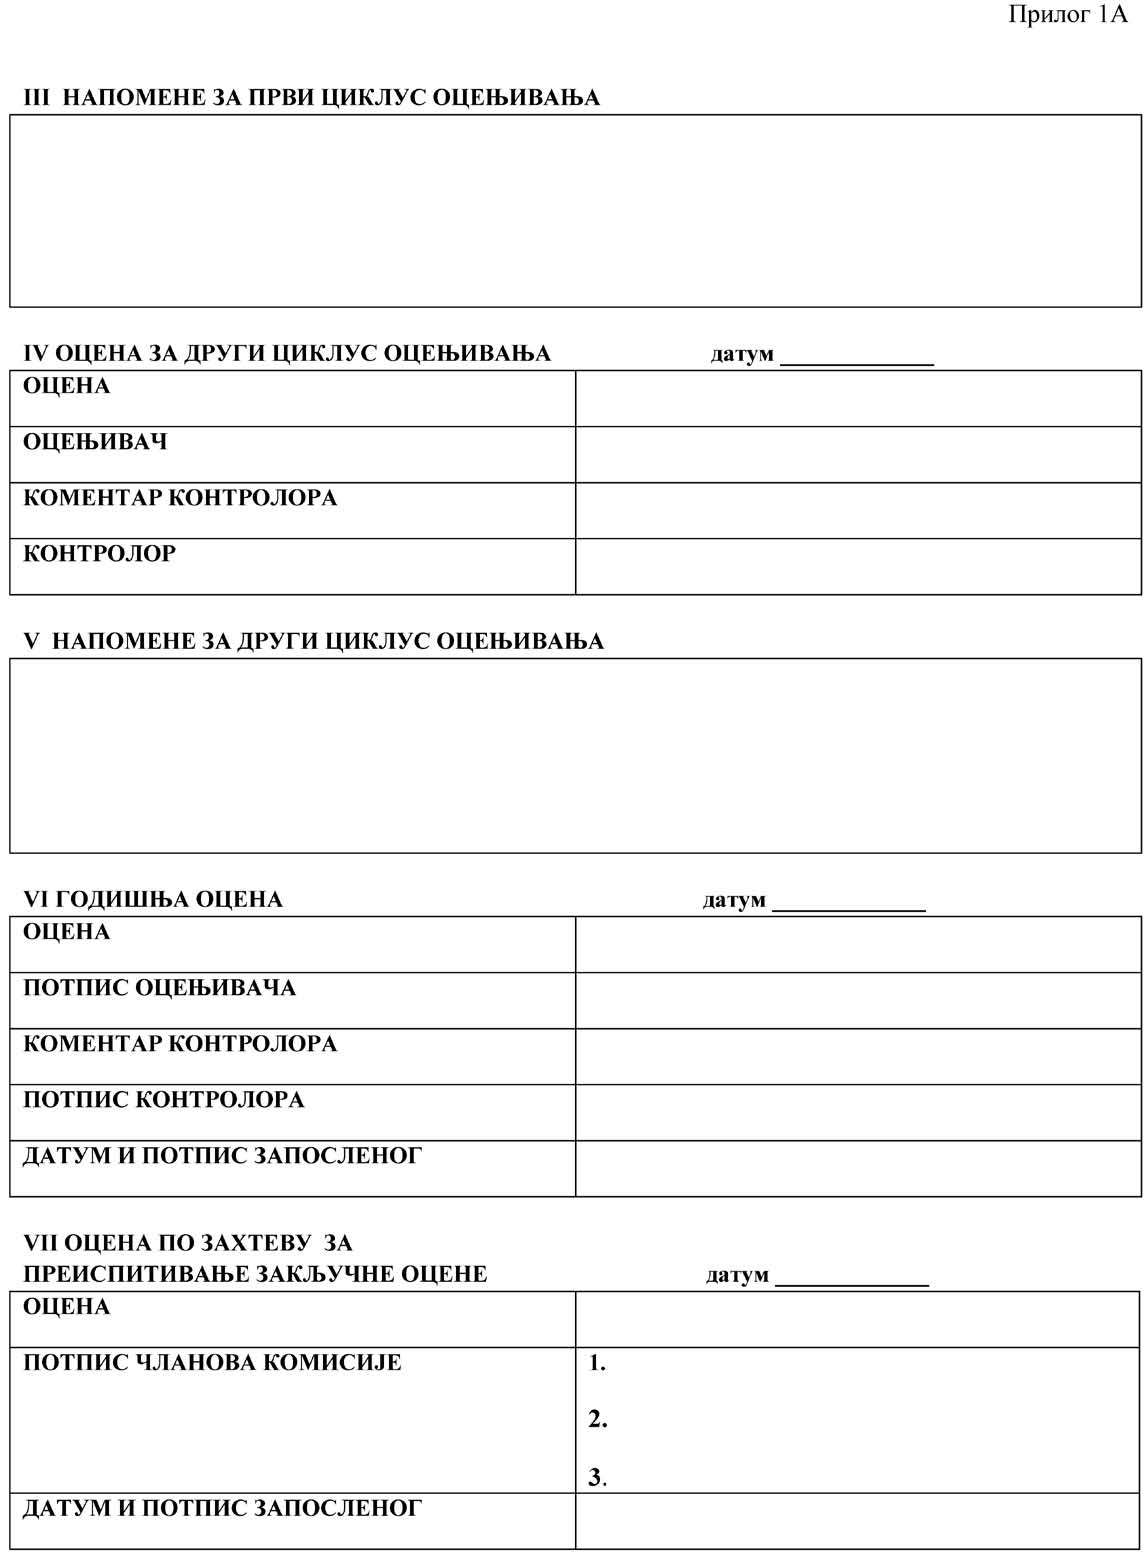 Прилог 1А
III НАПОМЕНЕ ЗА ПРВИ ЦИКЛУС ОЦЕЊИВАЊА
IV ОЦЕНА ЗА ДРУГИ ЦИКЛУС ОЦЕЊИВАЊА датум _____________
ОЦЕНА
ОЦЕЊИВАЧ
КОМЕНТАР КОНТРОЛОРА
КОНТРОЛОР
V НАПОМЕНЕ ЗА ДРУГИ ЦИКЛУС ОЦЕЊИВАЊА
VI ГОДИШЊА ОЦЕНА датум _____________
ОЦЕНА
ПОТПИС ОЦЕЊИВАЧА
КОМЕНТАР КОНТРОЛОРА
ПОТПИС КОНТРОЛОРА
ДАТУМ И ПОТПИС ЗАПОСЛЕНОГ
VII ОЦЕНА ПО ЗАХТЕВУ ЗА
ПРЕИСПИТИВАЊЕ ЗАКЉУЧНЕ ОЦЕНЕ датум _____________
ОЦЕНА
ПОТПИС ЧЛАНОВА КОМИСИЈЕ 1.
2.
3.
ДАТУМ И ПОТПИС ЗАПОСЛЕНОГ